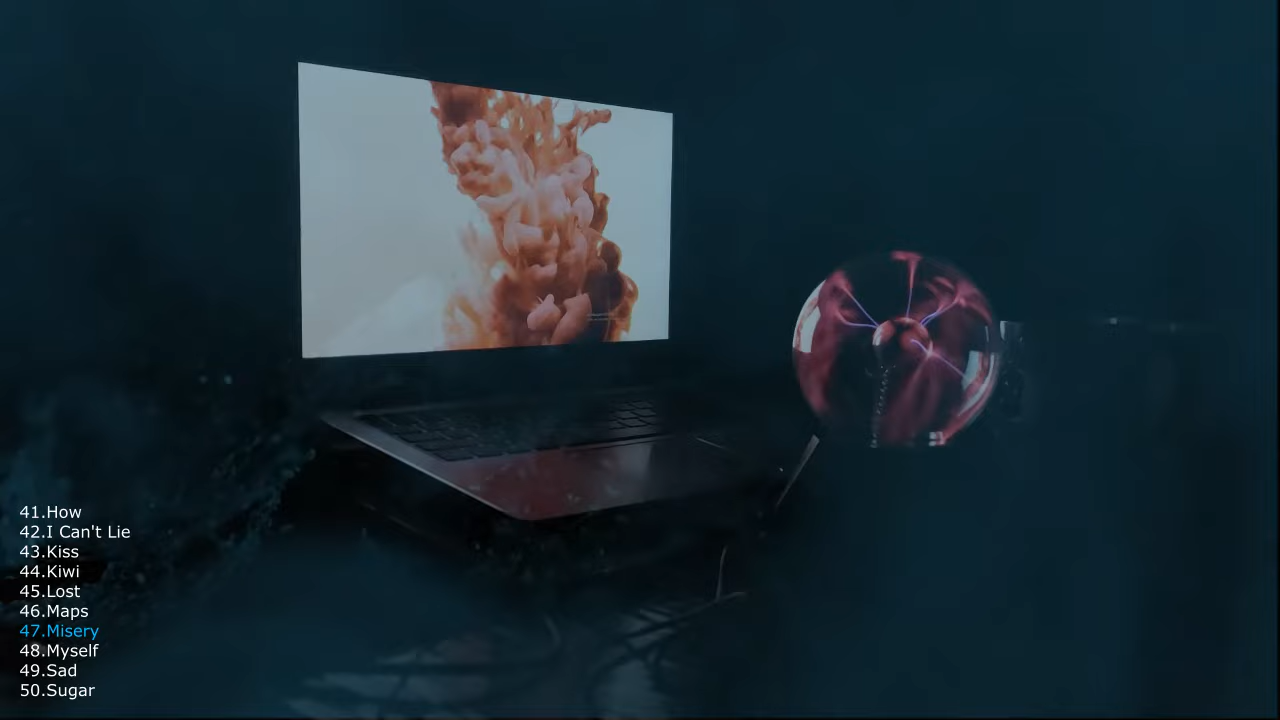 41.How
42.I Can't Lie
43.Kiss
44.Kiwi
45.Lost
46.Maps
47.Misery
48.Myself
49.Sad
50.Sugar